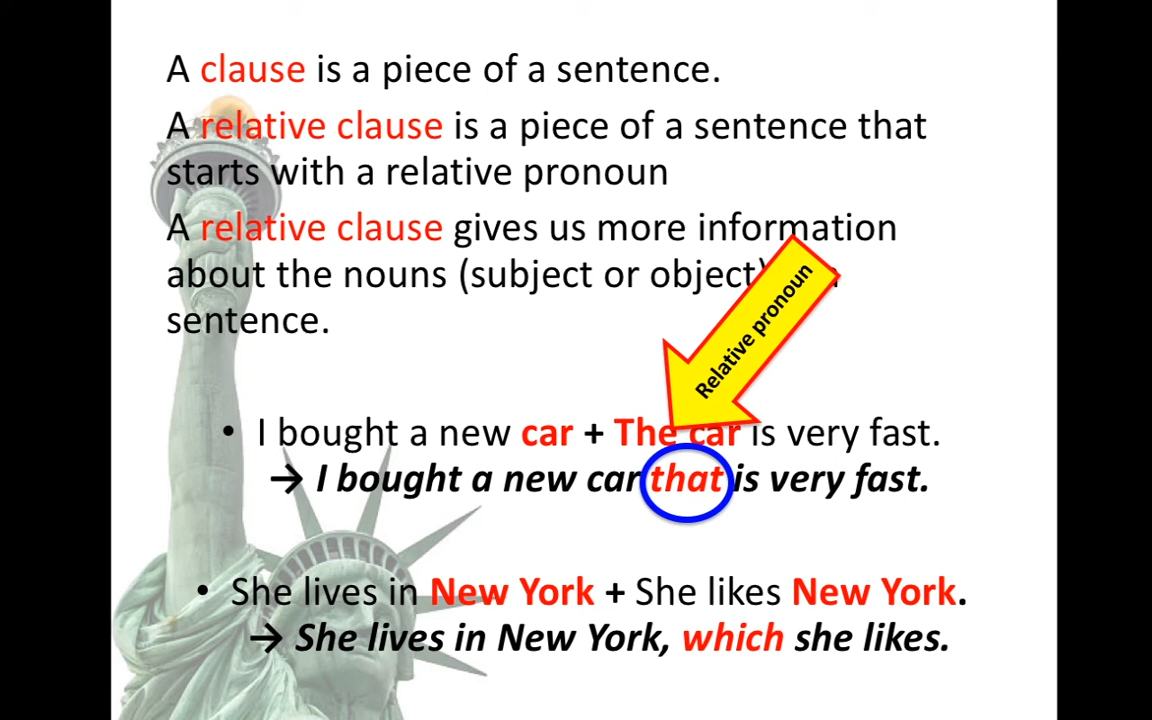 A clause is a piece of a sentence.
A relative clause is a piece of a sentence that
starts with a relative pronoun
A relative clause gives us more information
about the nouns (subject or object)
sentence.
Relative pronoun
• I bought a new car + The car is very fast.
→ I bought a new car that is very fast.
• She lives in New York + She likes New York.
→ She lives in New York, which she likes.